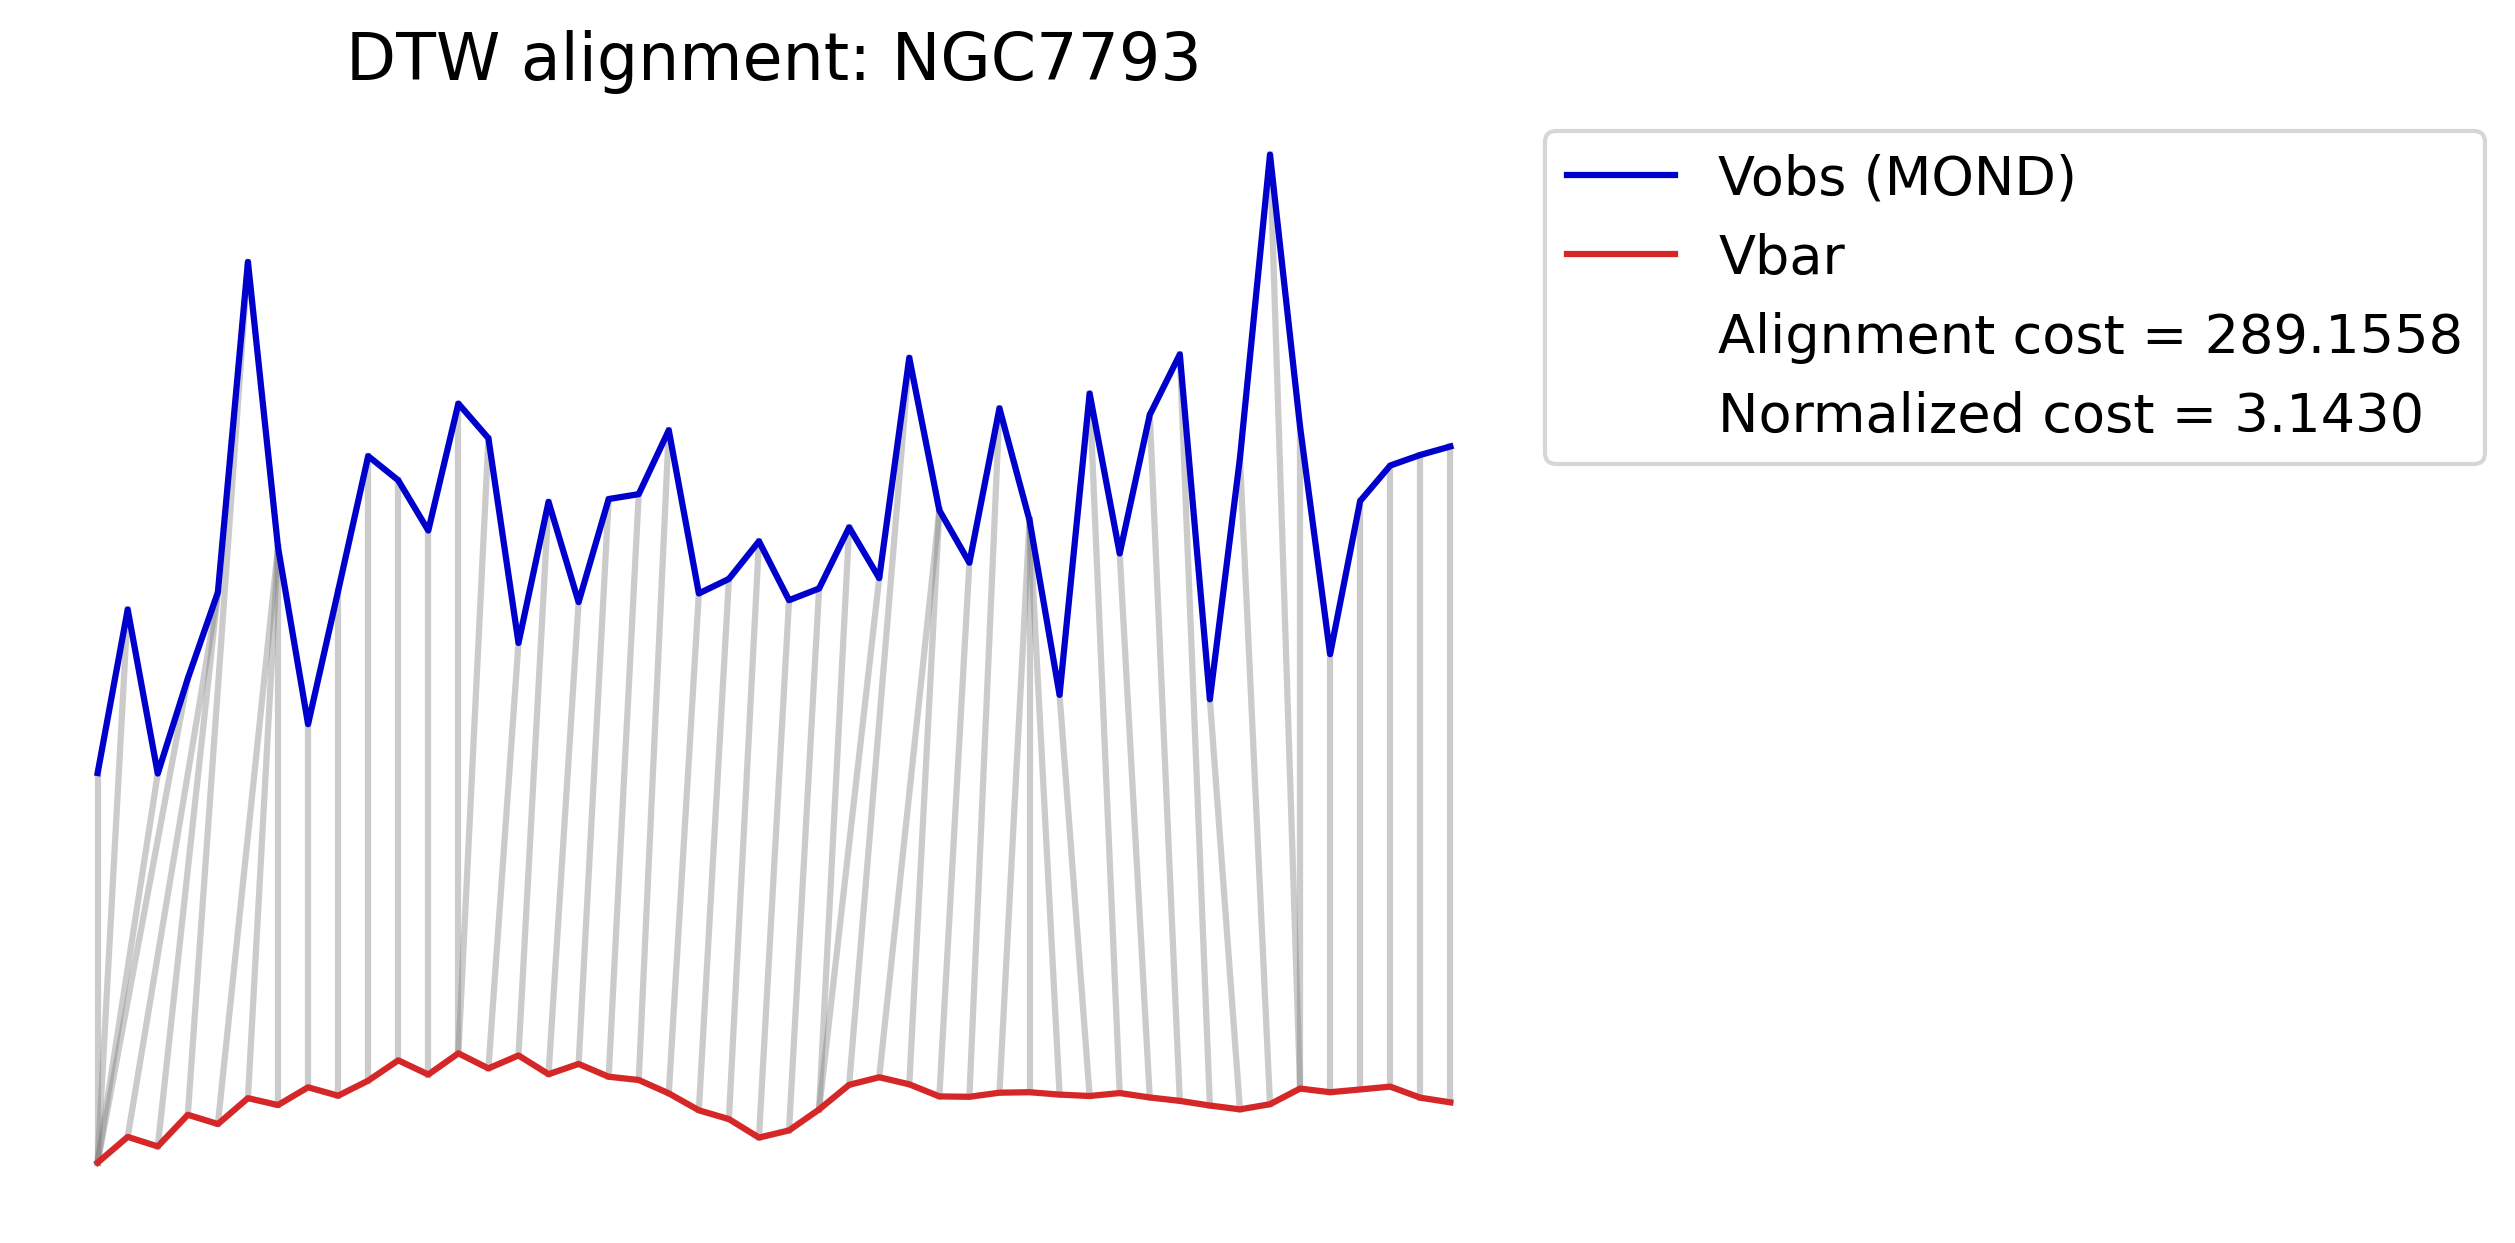 DTW alignment: NGC7793
Vobs (MOND)
Vbar
Alignment cost = 289.1558
Normalized cost = 3.1430